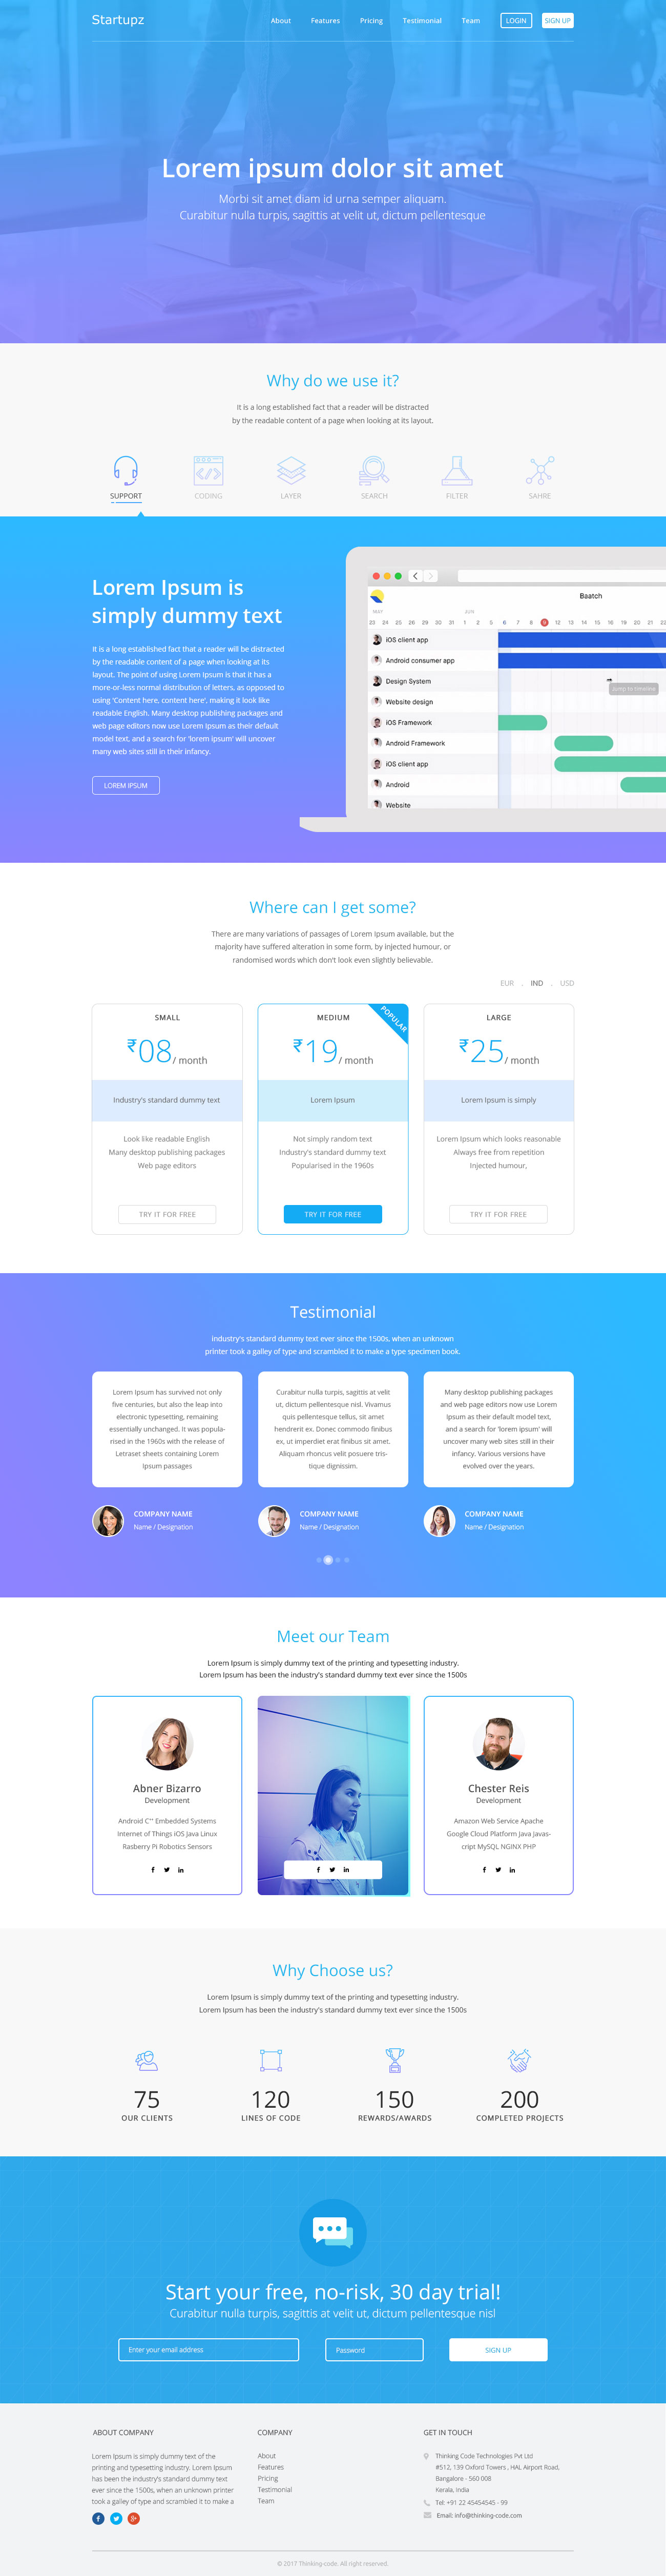 Startupz
About Features Pricing Testimonial Team LOGIN SIGN UP
Lorem ipsum dolor sit amet
Morbi sit amet diam id urna semper aliquam.
Curabitur nulla turpis, sagittis at velit ut, dictum pellentesque
Why do we use it?
It is a long established fact that a reader will be distracted
by the readable content of a page when looking at its layout.
SUPPORT CODING LAYER SEARCH FILTER SAHRE
Lorem Ipsum is
simply dummy text
It is a long established fact that a reader will be distracted
by the readable content of a page when looking at its
layout. The point of using Lorem Ipsum is that it has a
more-or-less normal distribution of letters, as opposed to
using 'Content here, content here', making it look like
readable English. Many desktop publishing packages and
web page editors now use Lorem Ipsum as their default
model text, and a search for 'lorem ipsum' will uncover
many web sites still in their infancy.
LOREM IPSUM
Baatch
MAY JUN
23 24 25 26 29 30 31 1 2 5 6 7 8 9 12 13 14 15 16 19 20 21 22
iOS client app
Android consumer app
Design System
Jump to timeline
Website design
iOS Framework
Android Framework
iOS client app
Android
Website
Where can I get some?
There are many variations of passages of Lorem Ipsum available, but the
majority have suffered alteration in some form, by injected humour, or
randomised words which don't look even slightly believable.
EUR . IND . USD
SMALL
₹08/ month
Industry's standard dummy text
Look like readable English
Many desktop publishing packages
Web page editors
TRY IT FOR FREE
MEDIUM
POPULAR
₹19/ month
Lorem Ipsum
Not simply random text
Industry's standard dummy text
Popularised in the 1960s
TRY IT FOR FREE
LARGE
₹25/ month
Lorem Ipsum is simply
Lorem Ipsum which looks reasonable
Always free from repetition
Injected humour,
TRY IT FOR FREE
Testimonial
industry's standard dummy text ever since the 1500s, when an unknown
printer took a galley of type and scrambled it to make a type specimen book.
Lorem Ipsum has survived not only
five centuries, but also the leap into
electronic typesetting, remaining
essentially unchanged. It was popula-
rised in the 1960s with the release of
Letraset sheets containing Lorem
Ipsum passages
COMPANY NAME
Name / Designation
Curabitur nulla turpis, sagittis at velit
ut, dictum pellentesque nisl. Vivamus
quis pellentesque tellus, sit amet
hendrerit ex. Donec commodo finibus
ex, ut imperdiet erat finibus sit amet.
Aliquam rhoncus velit posuere tris-
tique dignissim.
COMPANY NAME
Name / Designation
Many desktop publishing packages
and web page editors now use Lorem
Ipsum as their default model text,
and a search for 'lorem ipsum' will
uncover many web sites still in their
infancy. Various versions have
evolved over the years.
COMPANY NAME
Name / Designation
Meet our Team
Lorem Ipsum is simply dummy text of the printing and typesetting industry.
Lorem Ipsum has been the industry's standard dummy text ever since the 1500s
Abner Bizarro
Development
Android C++ Embedded Systems
Internet of Things iOS Java Linux
Rasberry Pi Robotics Sensors
Chester Reis
Development
Amazon Web Service Apache
Google Cloud Platform Java Javas-
cript MySQL NGINX PHP
Why Choose us?
Lorem Ipsum is simply dummy text of the printing and typesetting industry.
Lorem Ipsum has been the industry's standard dummy text ever since the 1500s
75 120 150 200
OUR CLIENTS LINES OF CODE REWARDS/AWARDS COMPLETED PROJECTS
Start your free, no-risk, 30 day trial!
Curabitur nulla turpis, sagittis at velit ut, dictum pellentesque nisl
Enter your email address Password SIGN UP
ABOUT COMPANY
Lorem Ipsum is simply dummy text of the
printing and typesetting industry. Lorem Ipsum
has been the industry's standard dummy text
ever since the 1500s, when an unknown printer
took a galley of type and scrambled it to make a
COMPANY
About
Features
Pricing
Testimonial
Team
GET IN TOUCH
Thinking Code Technologies Pvt Ltd
#512, 139 Oxford Towers , HAL Airport Road,
Bangalore - 560 008
Kerala, India
Tel: +91 22 45454545 - 99
Email: info@thinking-code.com
© 2017 Thinking-code. All right reserved.